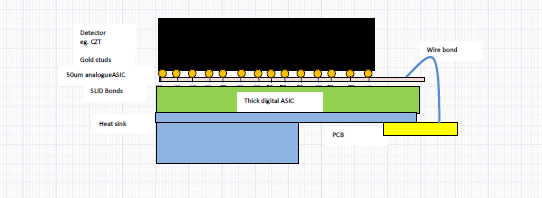 Detector
eg. CZT
Gold studs
50um analogueASIC
SLID Bonds
Heat sink
Thick digital ASIC
PCB
Wire bond